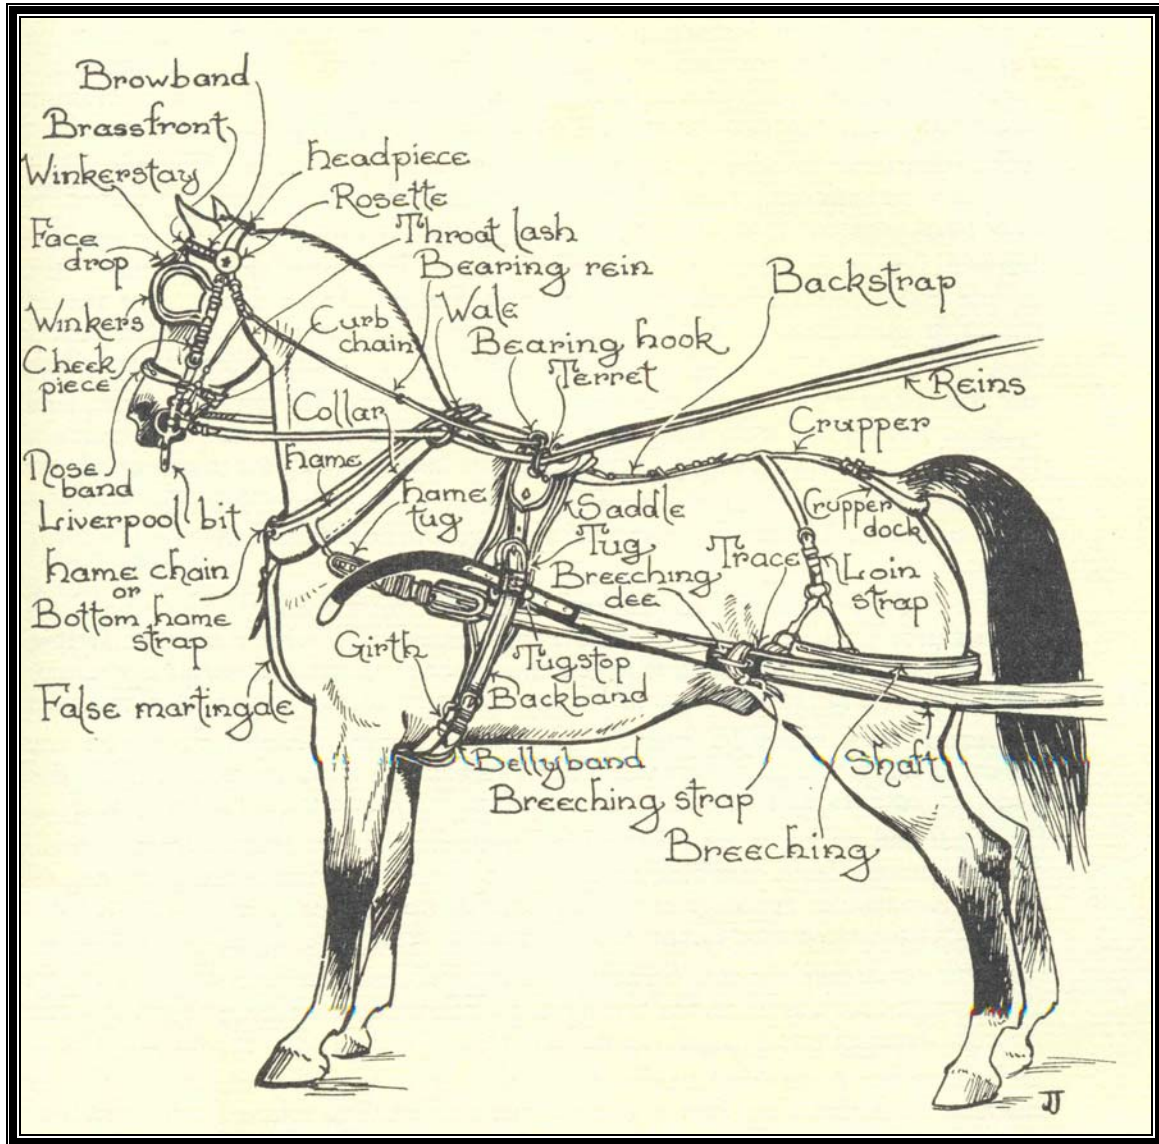 Browband
Brassfront
Winkerstay
headpiece
Rosette
Face
drop
Throat lash
Bearing rein
Backstrap
Winkers
Curb
chain
Wale
Bearing hook
Terret
Cheek
piece
Reins
Collar
Crupper
Nose
band
hame
hame
tug
Saddle
Crupper
dock
Liverpool bit
Tug
Breeching
dee
Trace
Loin
strap
hame chain
or
Bottom hame
strap
Girth
Tugstop
Backband
False martingale
Bellyband
Shaft
Breeching strap
Breeching
JJ